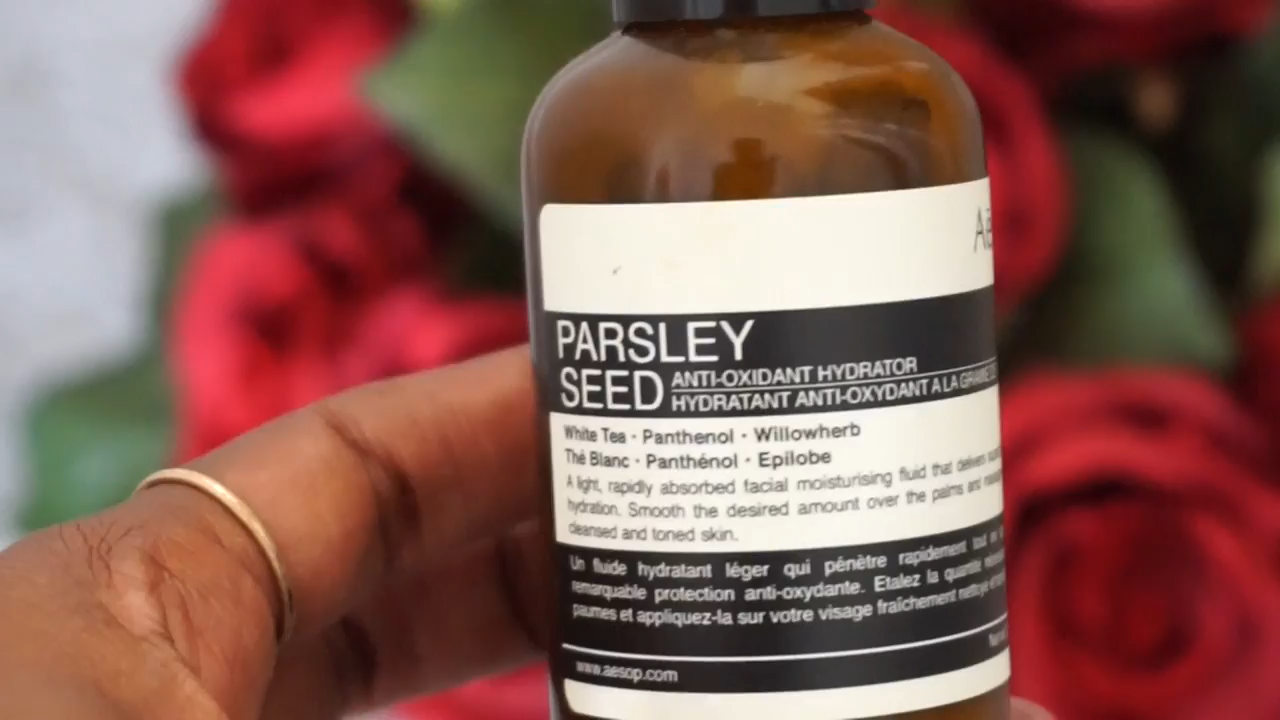 PARSLEY
SEED
ANTI-OXIDANT HYDRATOR
HYDRATANT ANTI-OXYDANT A LA GRAINE
White Tea · Panthenol · Willowherb
Thé Blanc · Panthénol · Epilobe
A light, rapidly absorbed facial moisturising fluid that delivers
hydration. Smooth the desired amount over the palms and
cleansed and toned skin.
Un fluide hydratant léger qui pénètre rapidement tout
remarquable protection anti-oxydante. Etalez la quantité
paumes et appliquez-la sur votre visage fraîchement
www.aesop.com